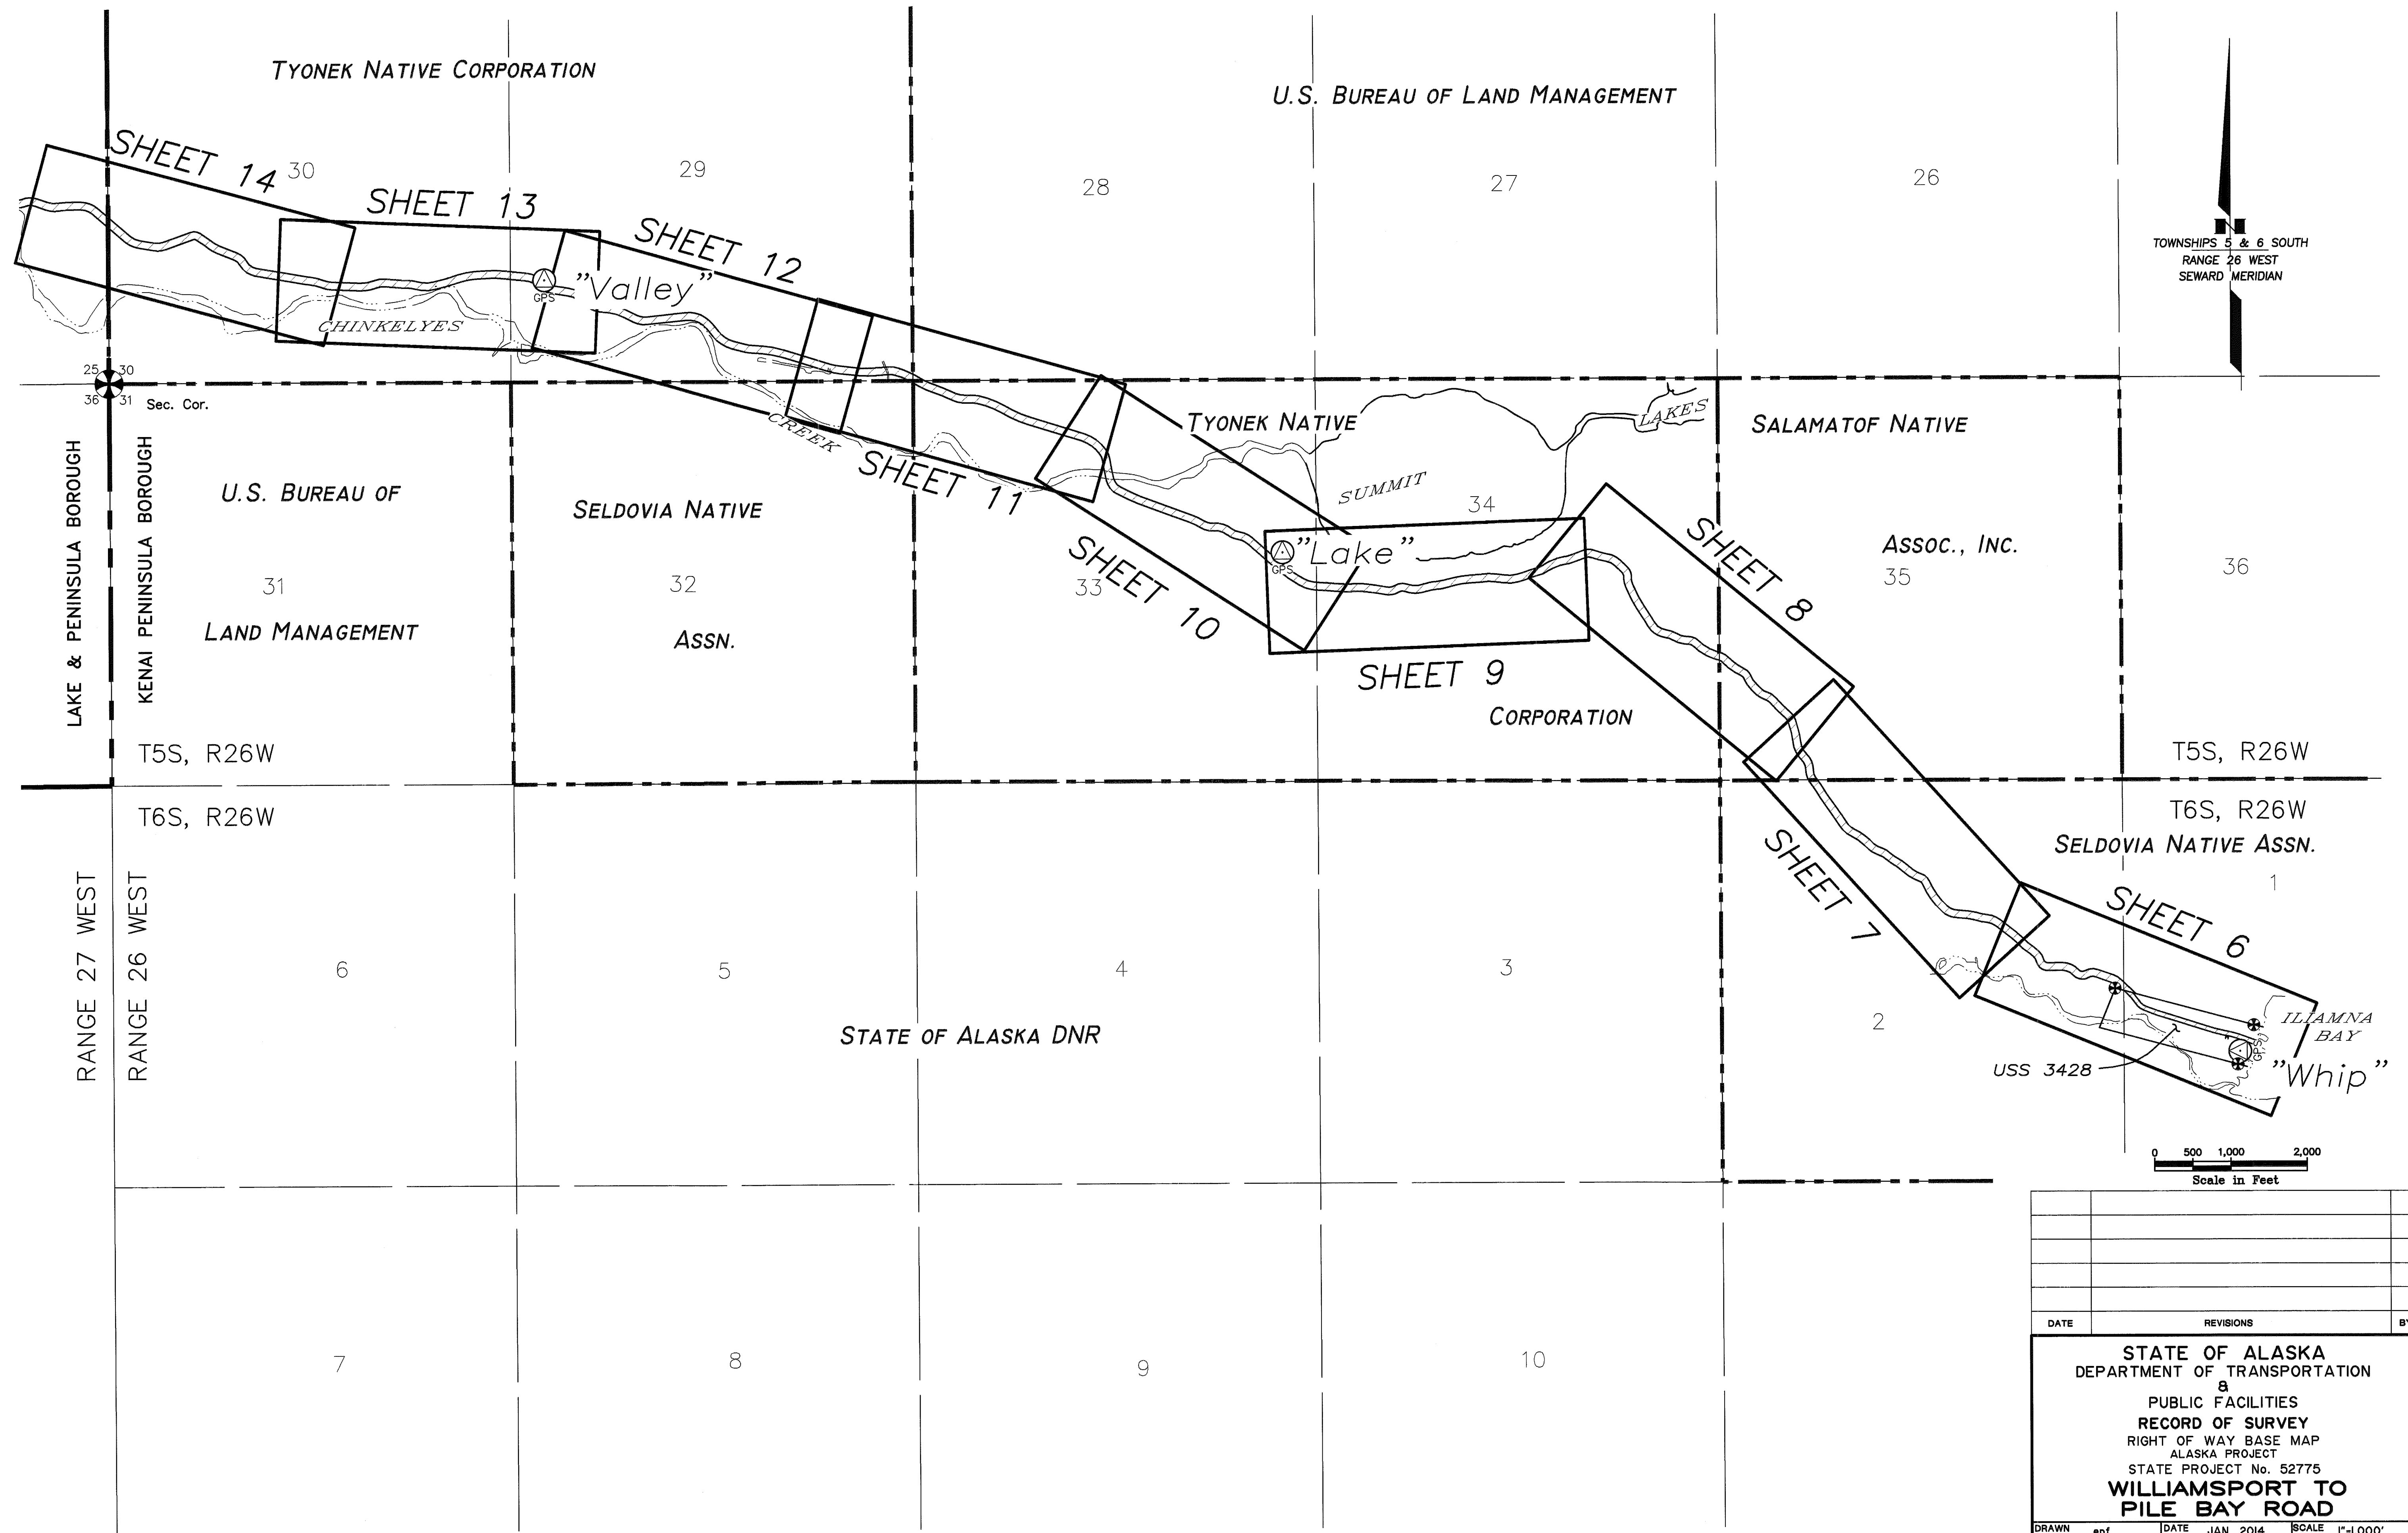 TYONEK NATIVE CORPORATION
U.S. BUREAU OF LAND MANAGEMENT
SHEET 14
30
29
28
27
26
SHEET 13
SHEET 12
"Valley"
GPS
CHINKELYES
N
TOWNSHIPS 5 & 6 SOUTH
RANGE 26 WEST
SEWARD MERIDIAN
25 30
36 31
Sec. Cor.
CREEK
SHEET 11
TYONEK NATIVE
LAKES
SALAMATOF NATIVE
LAKE & PENINSULA BOROUGH
KENAI PENINSULA BOROUGH
U.S. BUREAU OF
SELDOVIA NATIVE
SUMMIT
34
SHEET 8
ASSOC., INC.
"Lake"
GPS
31
32
33
35
36
SHEET 10
LAND MANAGEMENT
ASSN.
SHEET 9
CORPORATION
T5S, R26W
T5S, R26W
T6S, R26W
T6S, R26W
SELDOVIA NATIVE ASSN.
SHEET 7
1
SHEET 6
RANGE 27 WEST
RANGE 26 WEST
6
5
4
3
2
STATE OF ALASKA DNR
ILIAMNA
BAY
GPS
USS 3428
"Whip"
0 500 1,000 2,000
Scale in Feet
7
8
9
10
DATE REVISIONS
STATE OF ALASKA
DEPARTMENT OF TRANSPORTATION
&
PUBLIC FACILITIES
RECORD OF SURVEY
RIGHT OF WAY BASE MAP
ALASKA PROJECT
STATE PROJECT No. 52775
WILLIAMSPORT TO
PILE BAY ROAD
DRAWN DATE JAN. 2014 SCALE 1"=1,000'